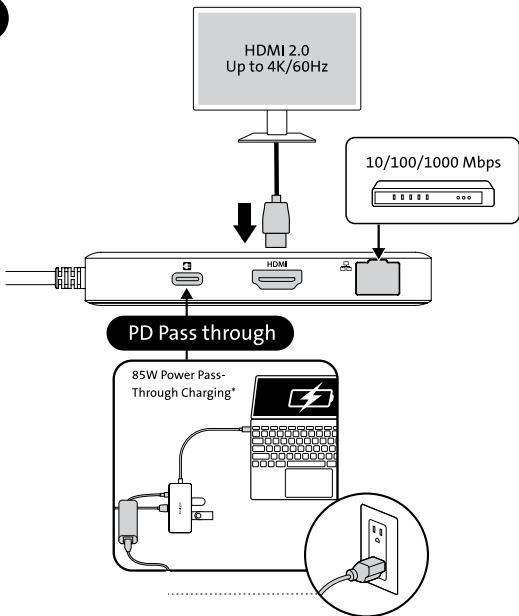 HDMI 2.0
Up to 4K/60Hz
10/100/1000 Mbps
HDMI
PD Pass through
85W Power Pass-
Through Charging*